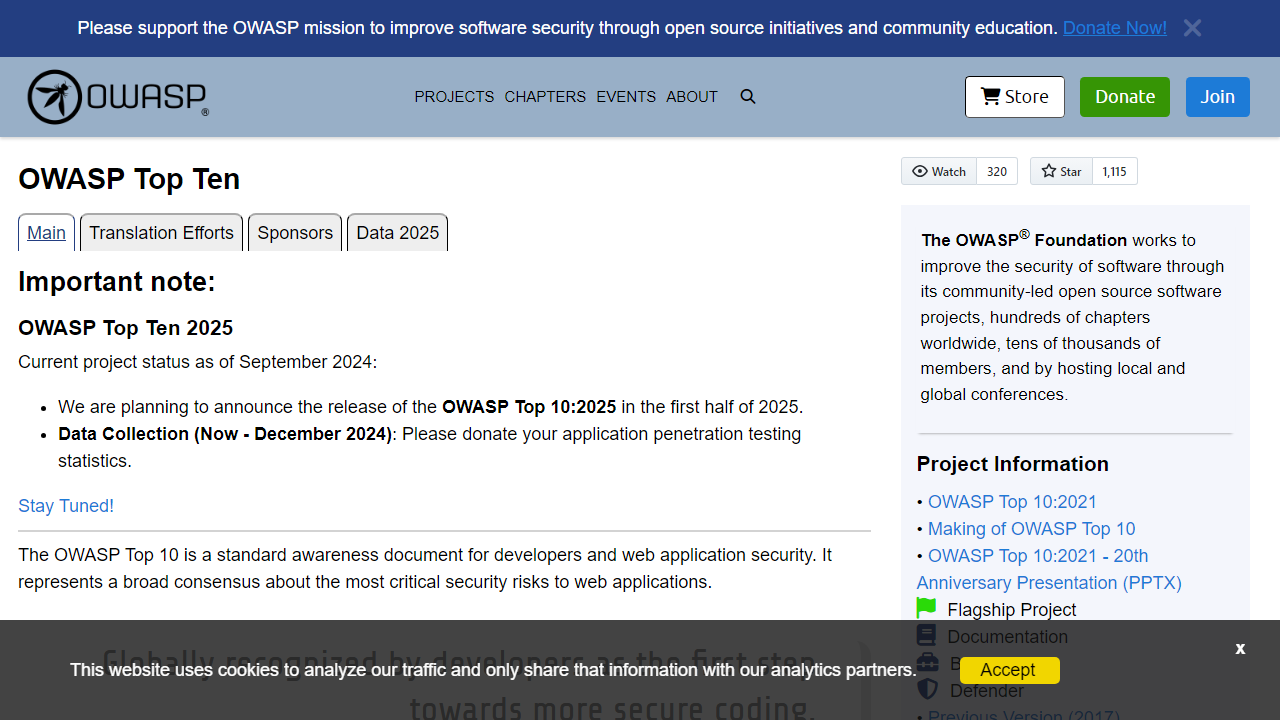 Please support the OWASP mission to improve software security through open source initiatives and community education. Donate Now!
OWASP®
PROJECTS CHAPTERS EVENTS ABOUT
Store Donate Join
OWASP Top Ten
Main Translation Efforts Sponsors Data 2025
Important note:
OWASP Top Ten 2025
Current project status as of September 2024:
• We are planning to announce the release of the OWASP Top 10:2025 in the first half of 2025.
• Data Collection (Now - December 2024): Please donate your application penetration testing
statistics.
Stay Tuned!
The OWASP Top 10 is a standard awareness document for developers and web application security. It
represents a broad consensus about the most critical security risks to web applications.
Globally recognized by developers as the first step
towards more secure coding.
Watch 320 Star 1,115
The OWASP® Foundation works to
improve the security of software through
its community-led open source software
projects, hundreds of chapters
worldwide, tens of thousands of
members, and by hosting local and
global conferences.
Project Information
• OWASP Top 10:2021
• Making of OWASP Top 10
• OWASP Top 10:2021 - 20th
Anniversary Presentation (PPTX)
Flagship Project
Documentation
Defender
• Previous Version (2017)
This website uses cookies to analyze our traffic and only share that information with our analytics partners. Accept
x